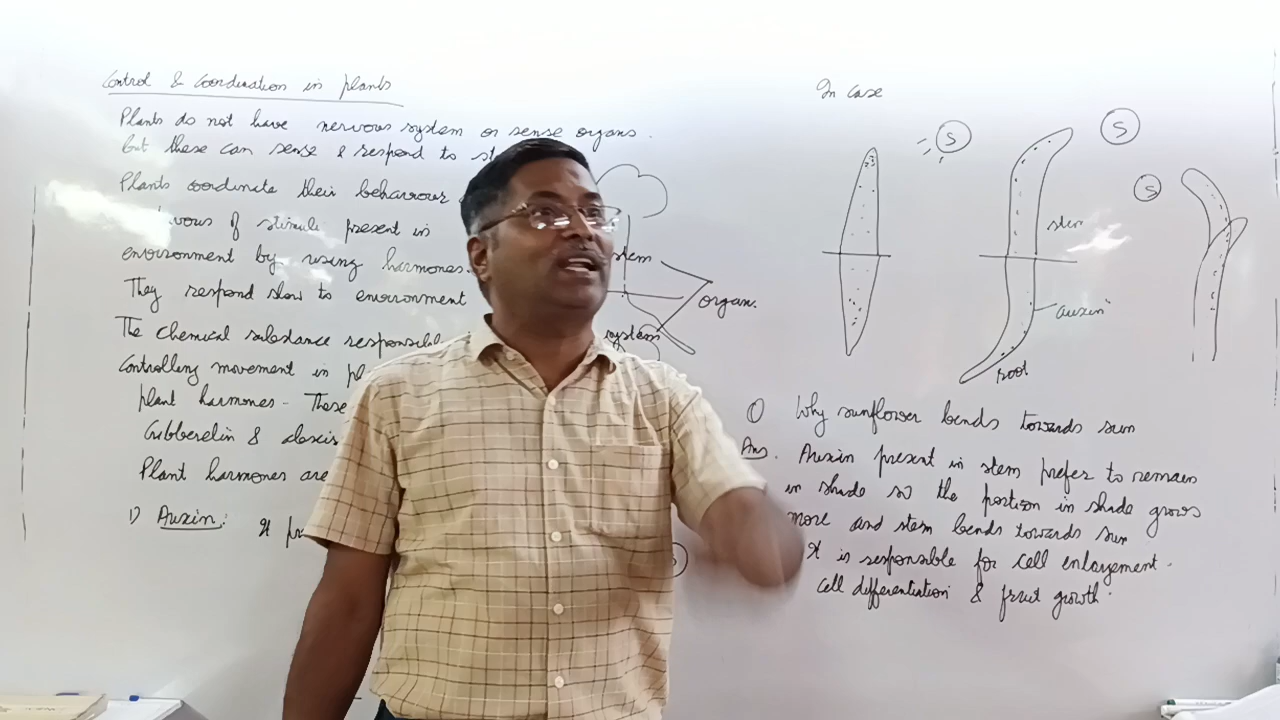 Control & Coordination in plants
Plants do not have nervous system or sense organs.
but these can sense & respond to st
Plants coordinate their behaviour
of stimuli present in
environment by using harmones.
They respond slow to environment
The chemical substance responsibl
Controlling movement in pl
plant harmones - These
Gibberelin &
Plant harmones are
1) Auxin:
It pr
stem
organ.
system
In case
S
S
S
stem
auxin
root
Q Why sunflower bends towards sun
Ans. Auxin present in stem prefer to remain
in shade so the portion in shade grows
more and stem bends towards sun
It is responsible for cell enlargement.
Cell differentiation & fruit growth.